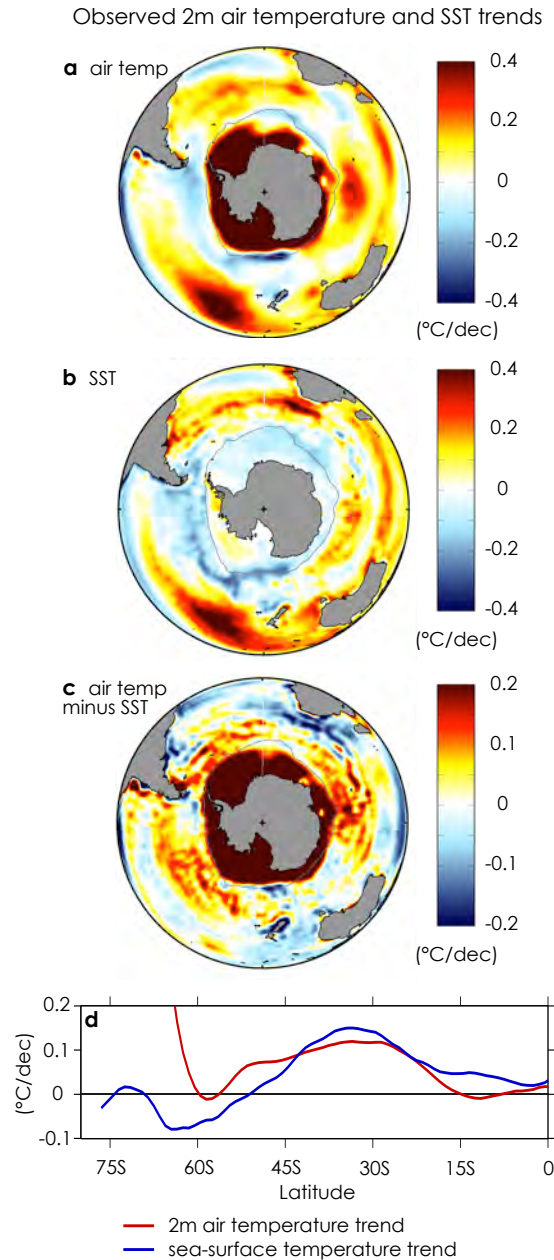 Observed 2m air temperature and SST trends
a air temp
0.4
0.2
0
-0.2
-0.4
(°C/dec)
b SST
0.4
0.2
0
-0.2
-0.4
(°C/dec)
c air temp
minus SST
0.2
0.1
0
-0.1
-0.2
(°C/dec)
d
0.2
0.1
0
-0.1
(°C/dec)
75S 60S 45S 30S 15S 0
Latitude
2m air temperature trend
sea-surface temperature trend